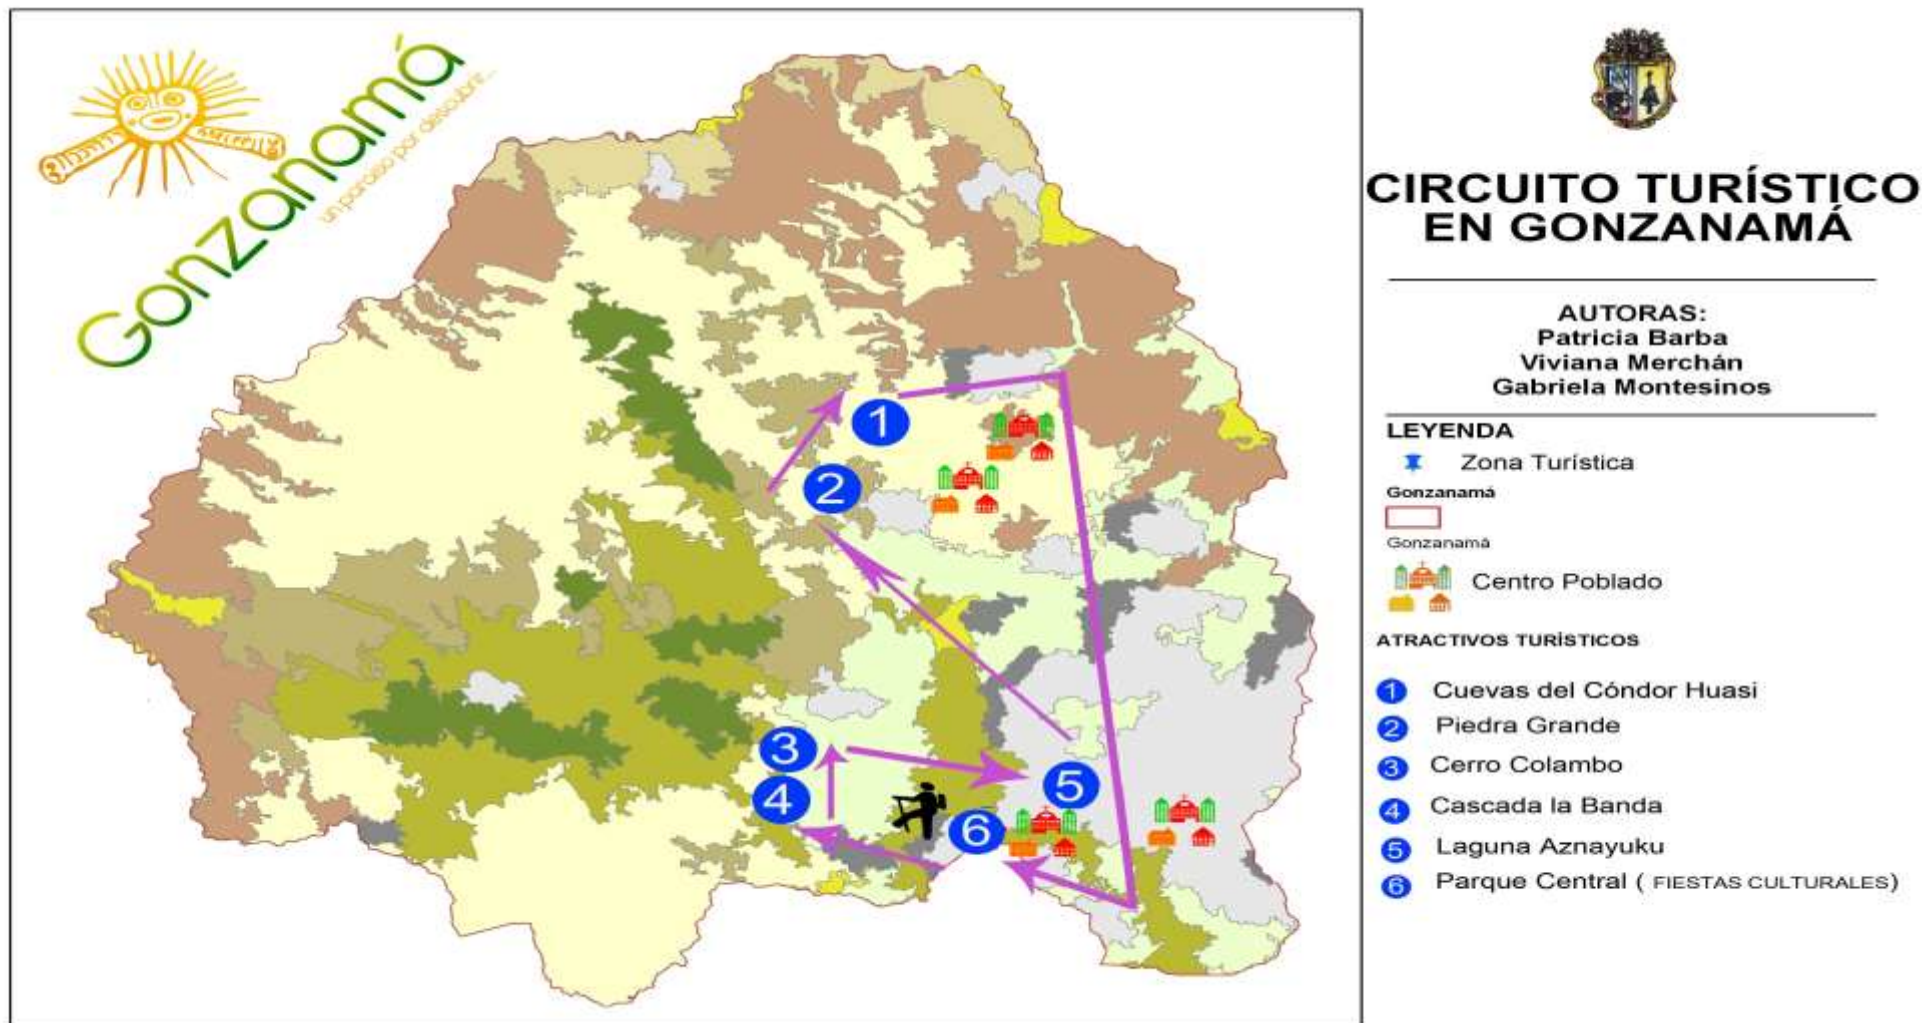 Gonzanamá
un paraiso por descubrir...
1
2
3
4
5
6
CIRCUITO TURÍSTICO
EN GONZANAMÁ
AUTORAS:
Patricia Barba
Viviana Merchán
Gabriela Montesinos
LEYENDA
Zona Turística
Gonzanamá
Gonzanamá
Centro Poblado
ATRACTIVOS TURÍSTICOS
1 Cuevas del Cóndor Huasi
2 Piedra Grande
3 Cerro Colambo
4 Cascada la Banda
5 Laguna Aznayuku
6 Parque Central ( FIESTAS CULTURALES)